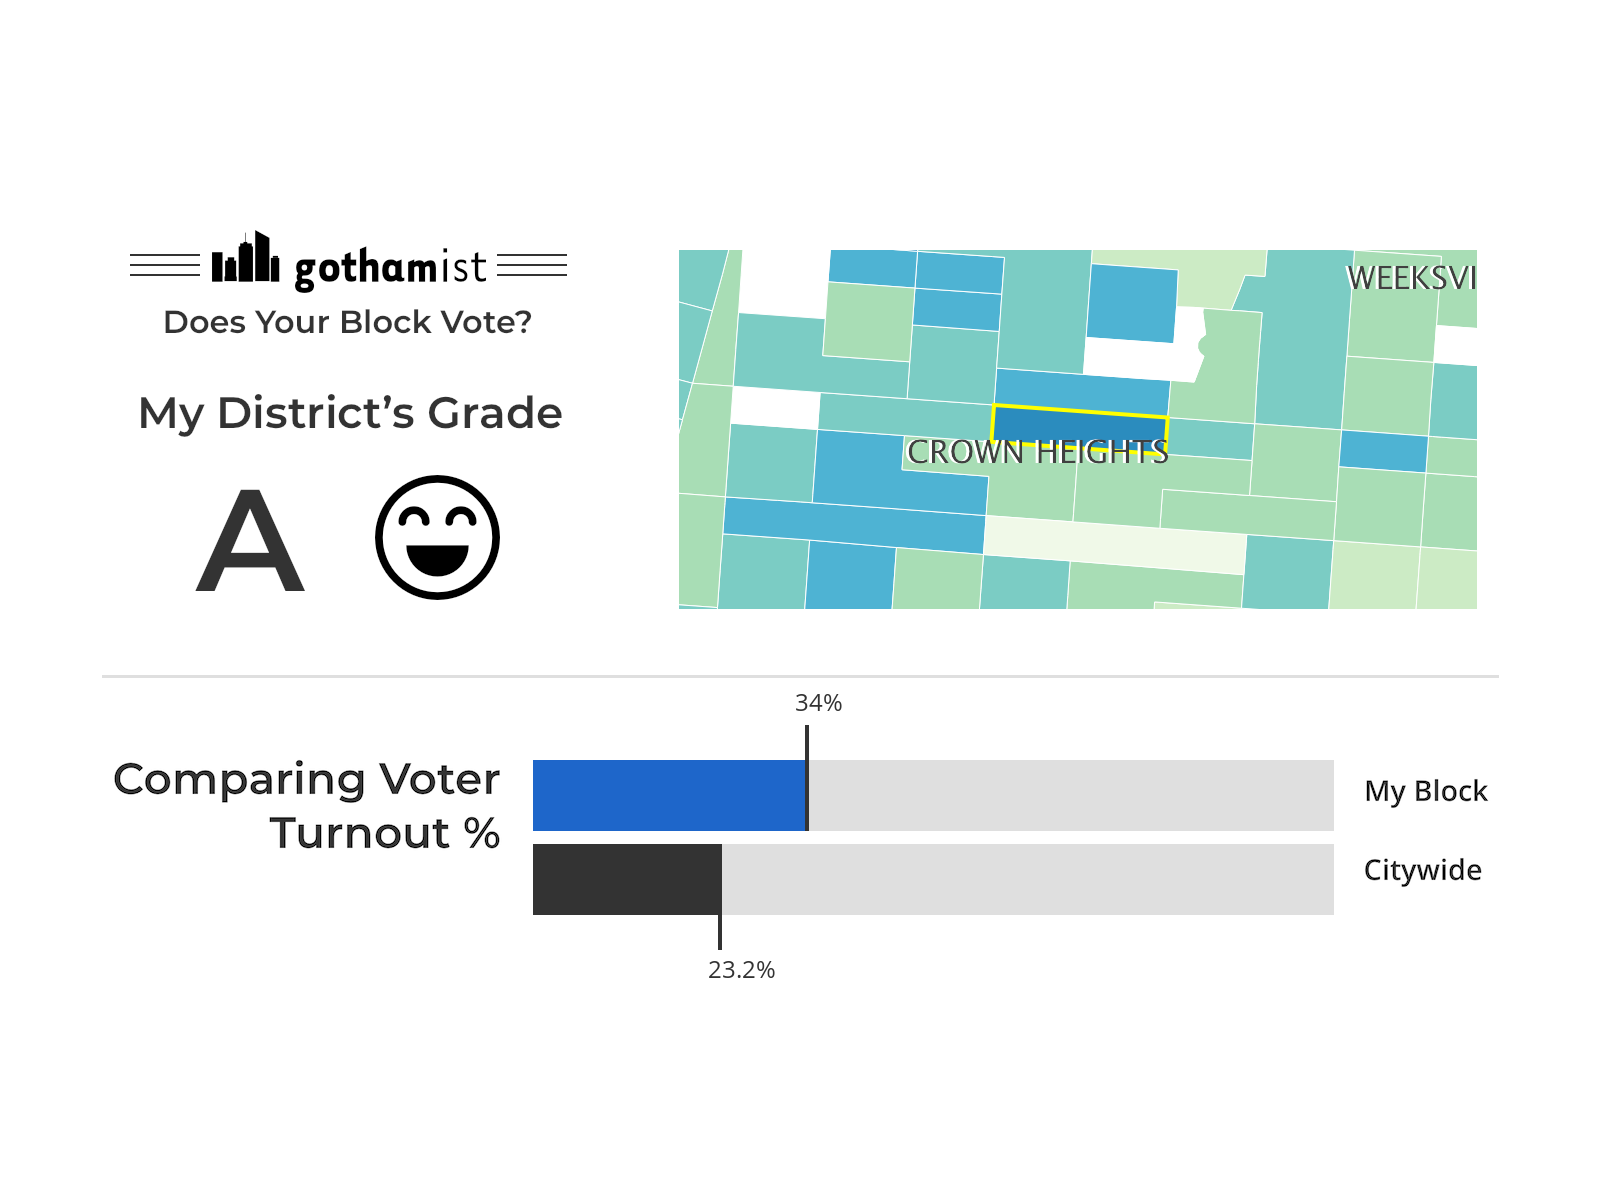 gothamist
Does Your Block Vote?
My District’s Grade
A
WEEKSVI
CROWN HEIGHTS
34%
Comparing Voter
Turnout %
My Block
Citywide
23.2%